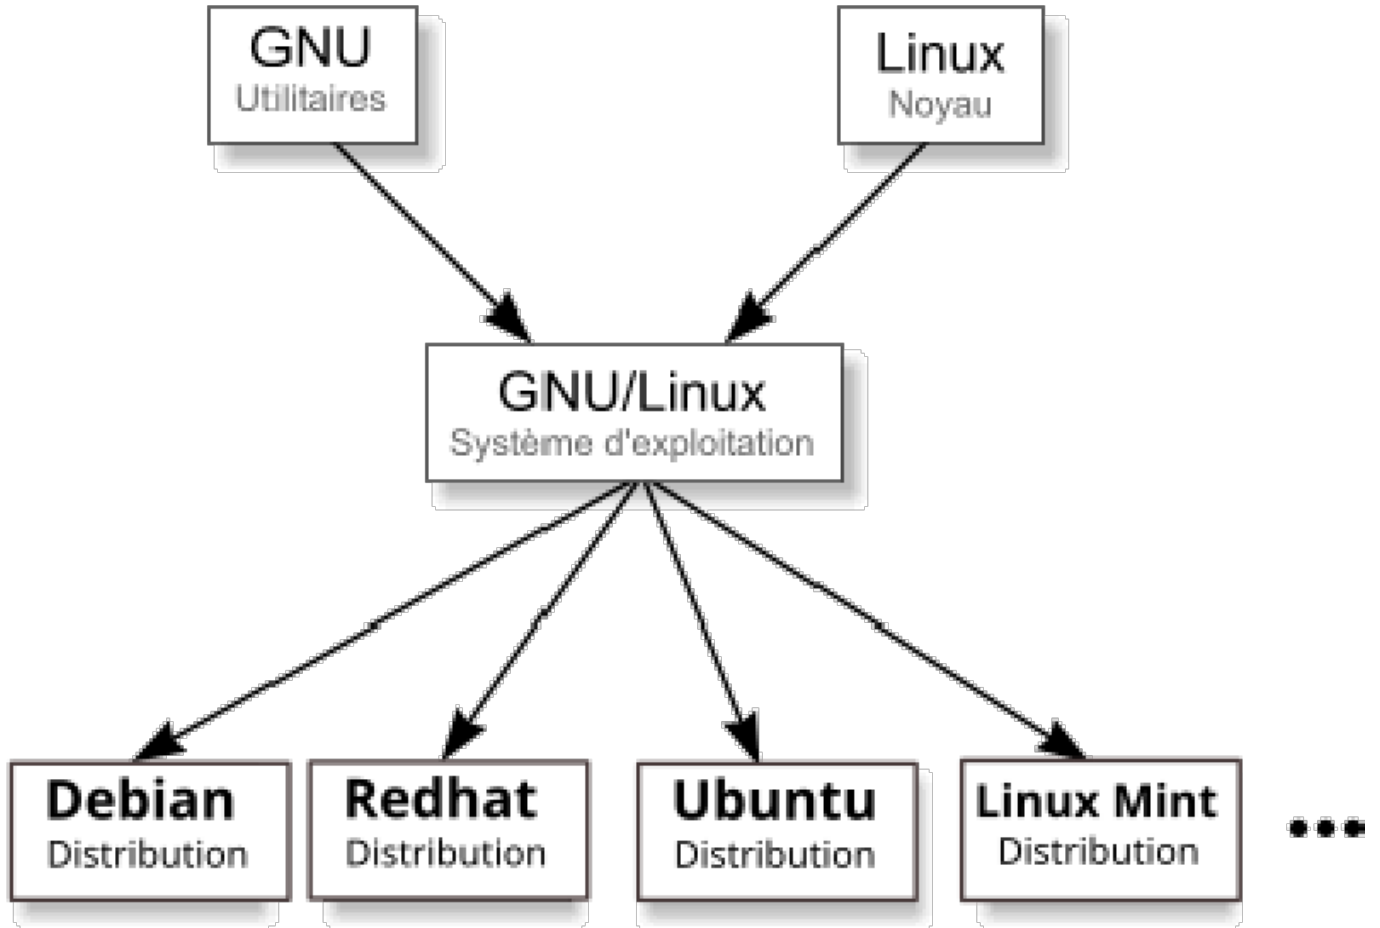 GNU
Utilitaires
Linux
Noyau
GNU/Linux
Système d'exploitation
Debian
Distribution
Redhat
Distribution
Ubuntu
Distribution
Linux Mint
Distribution
...